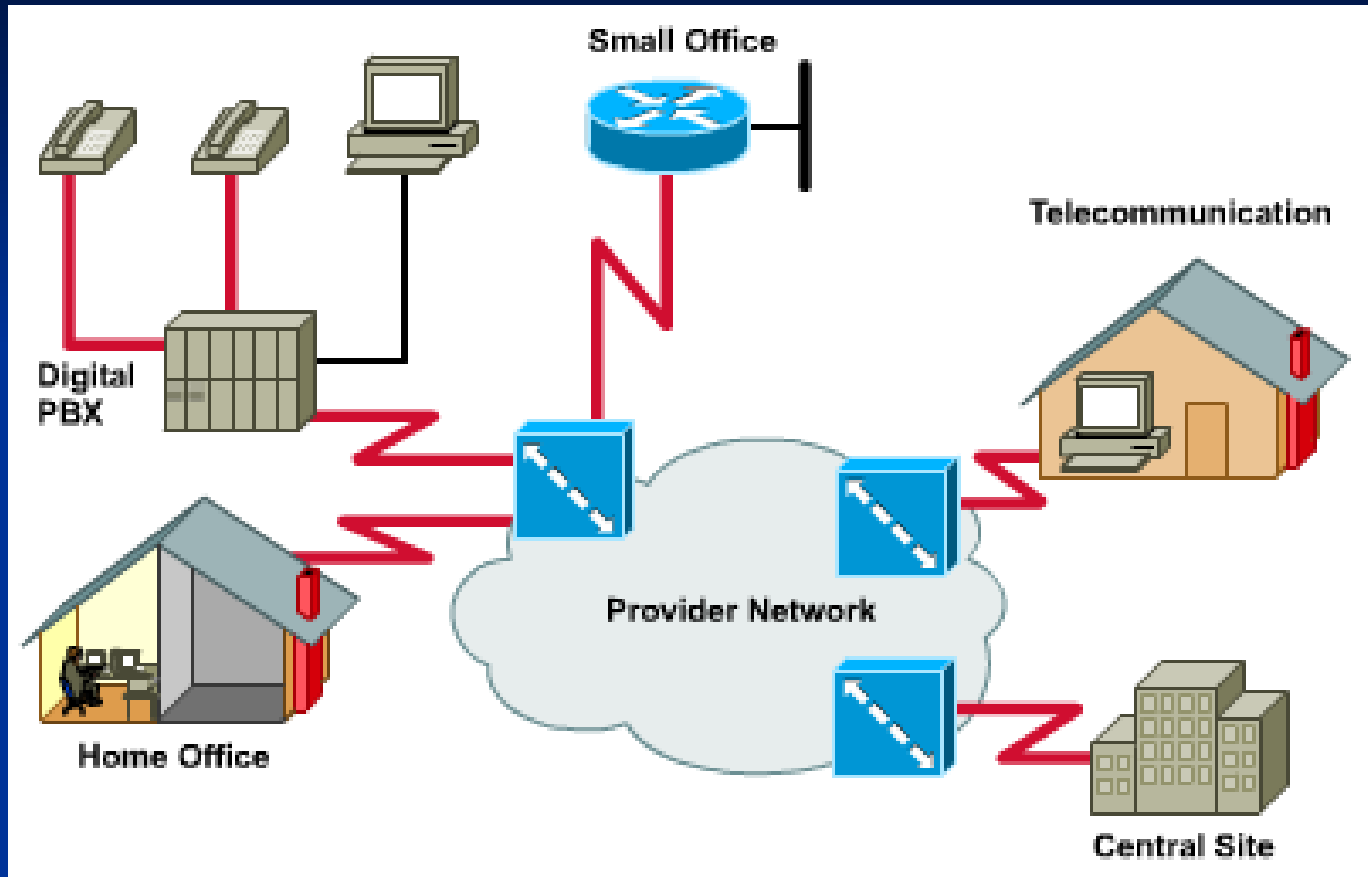 Small Office
Telecommunication
Digital
PBX
Provider Network
Home Office
Central Site